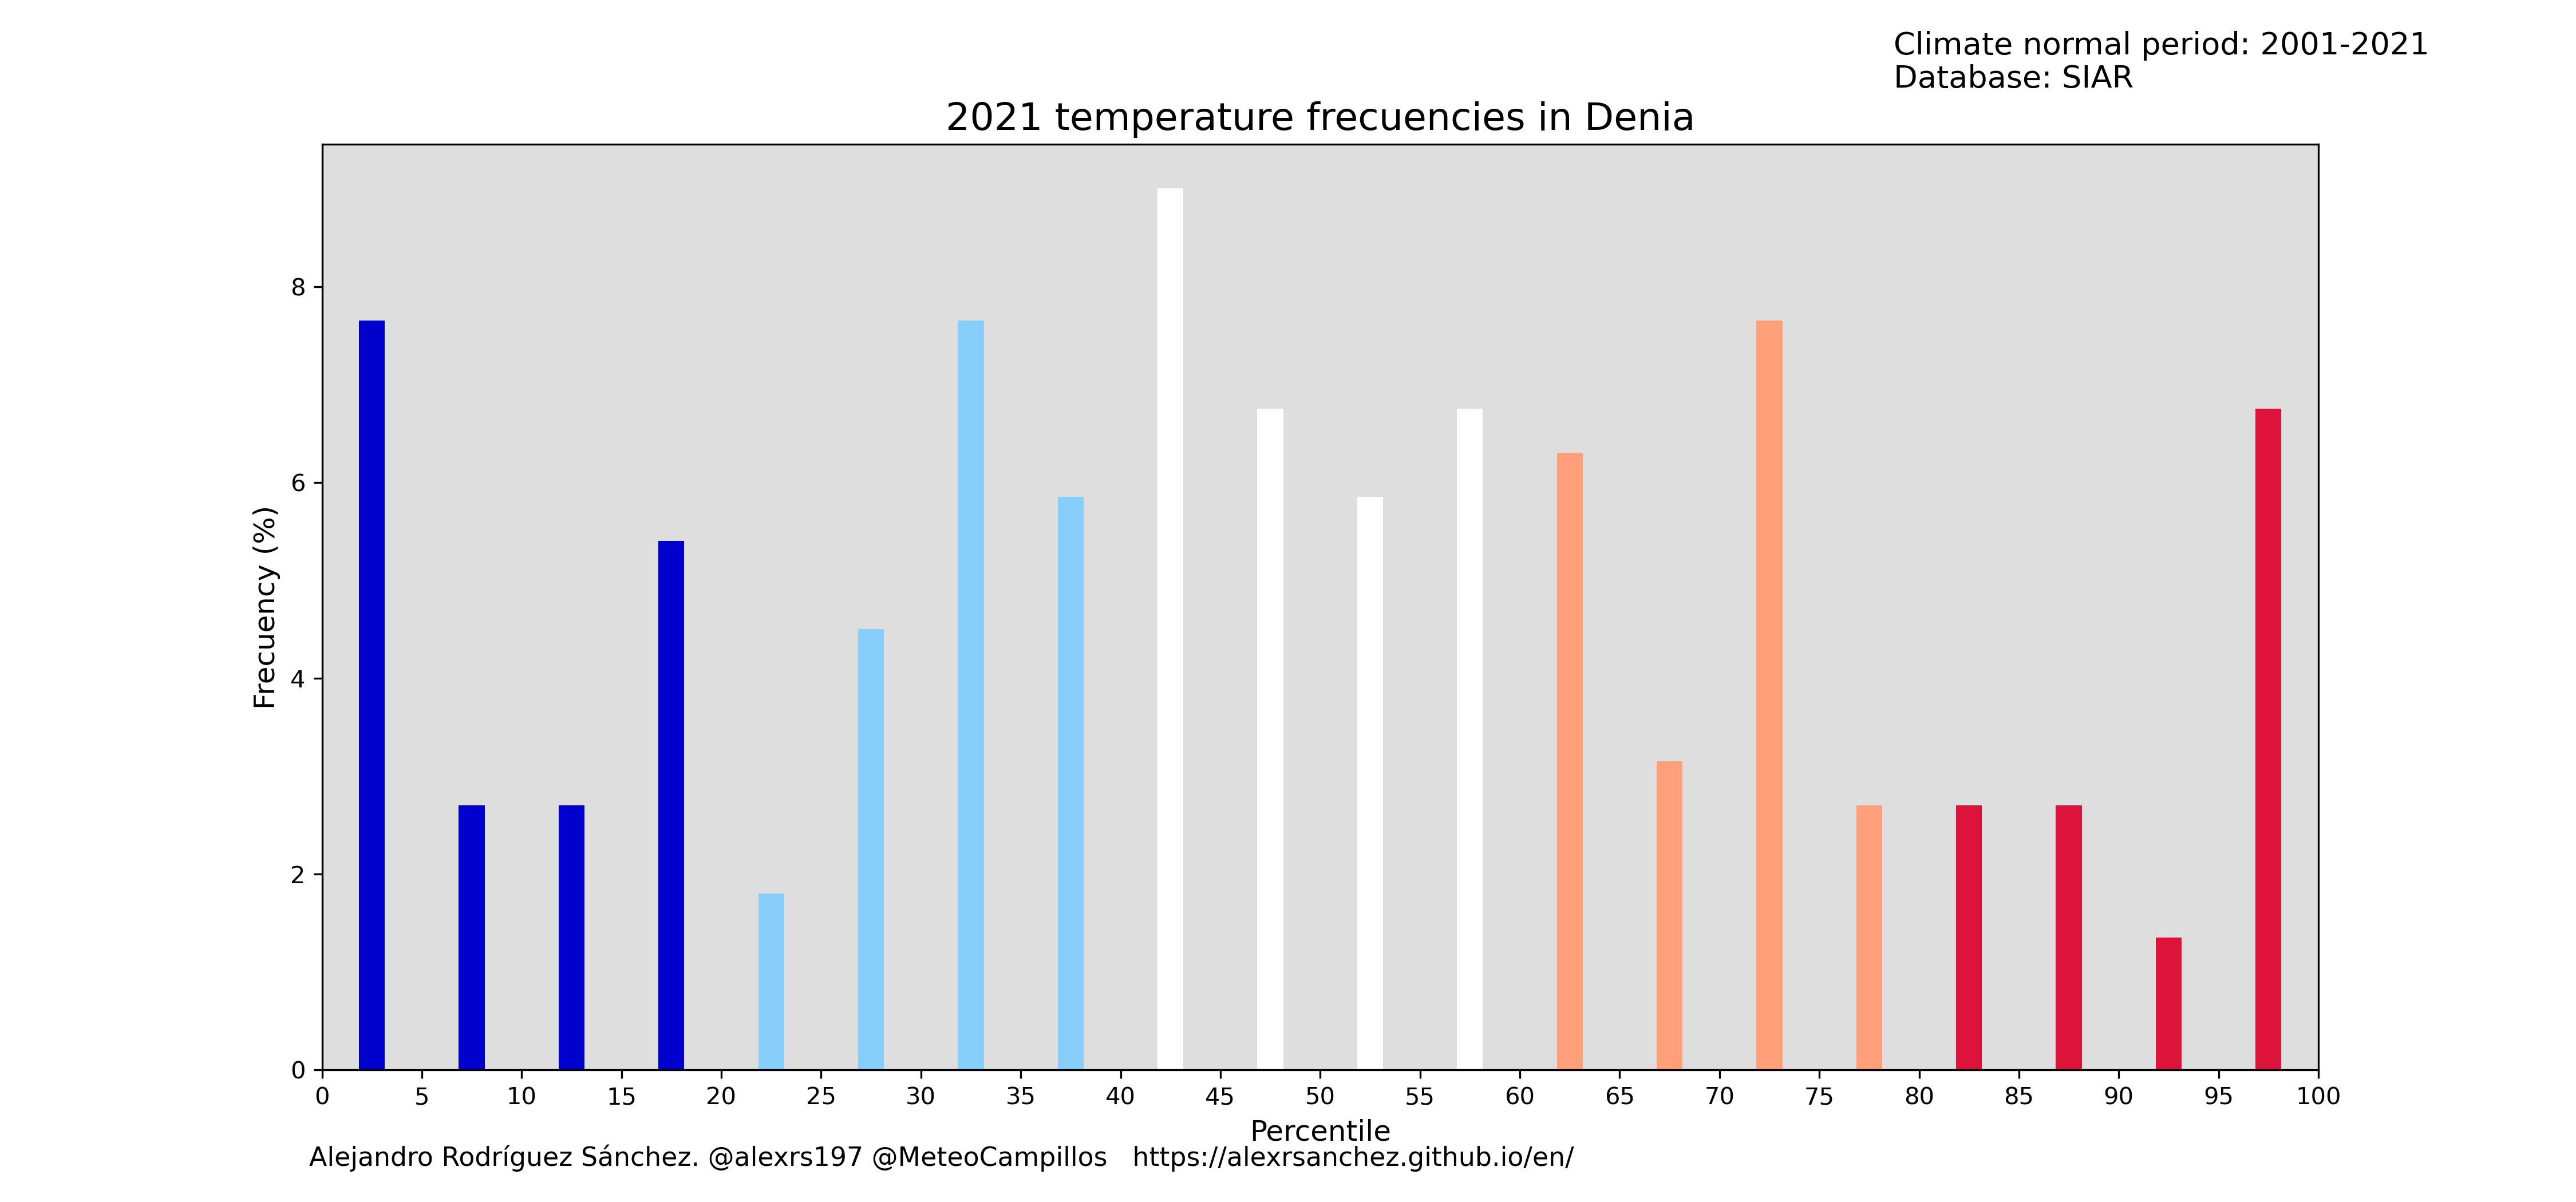 Climate normal period: 2001-2021
Database: SIAR
2021 temperature frecuencies in Denia
8
6
4
2
0
Frecuency (%)
0 5 10 15 20 25 30 35 40 45 50 55 60 65 70 75 80 85 90 95 100
Percentile
Alejandro Rodríguez Sánchez. @alexrs197 @MeteoCampillos https://alexrsanchez.github.io/en/